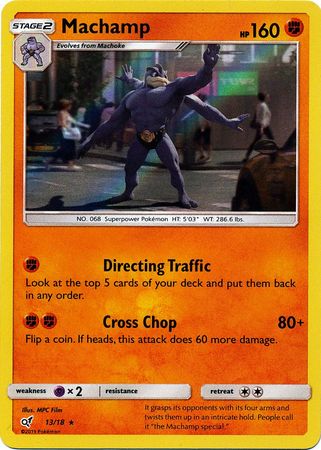 STAGE2 Machamp HP 160
Evolves from Machoke
NO. 068 Superpower Pokémon HT: 5'03" WT: 286.6 lbs.
Directing Traffic
Look at the top 5 cards of your deck and put them back
in any order.
Cross Chop 80+
Flip a coin. If heads, this attack does 60 more damage.
weakness × 2 resistance retreat
Illus. MPC Film
13/18
©2019 Pokémon
It grasps its opponents with its four arms and
twists them up in an intricate hold. People call
it "the Machamp special."